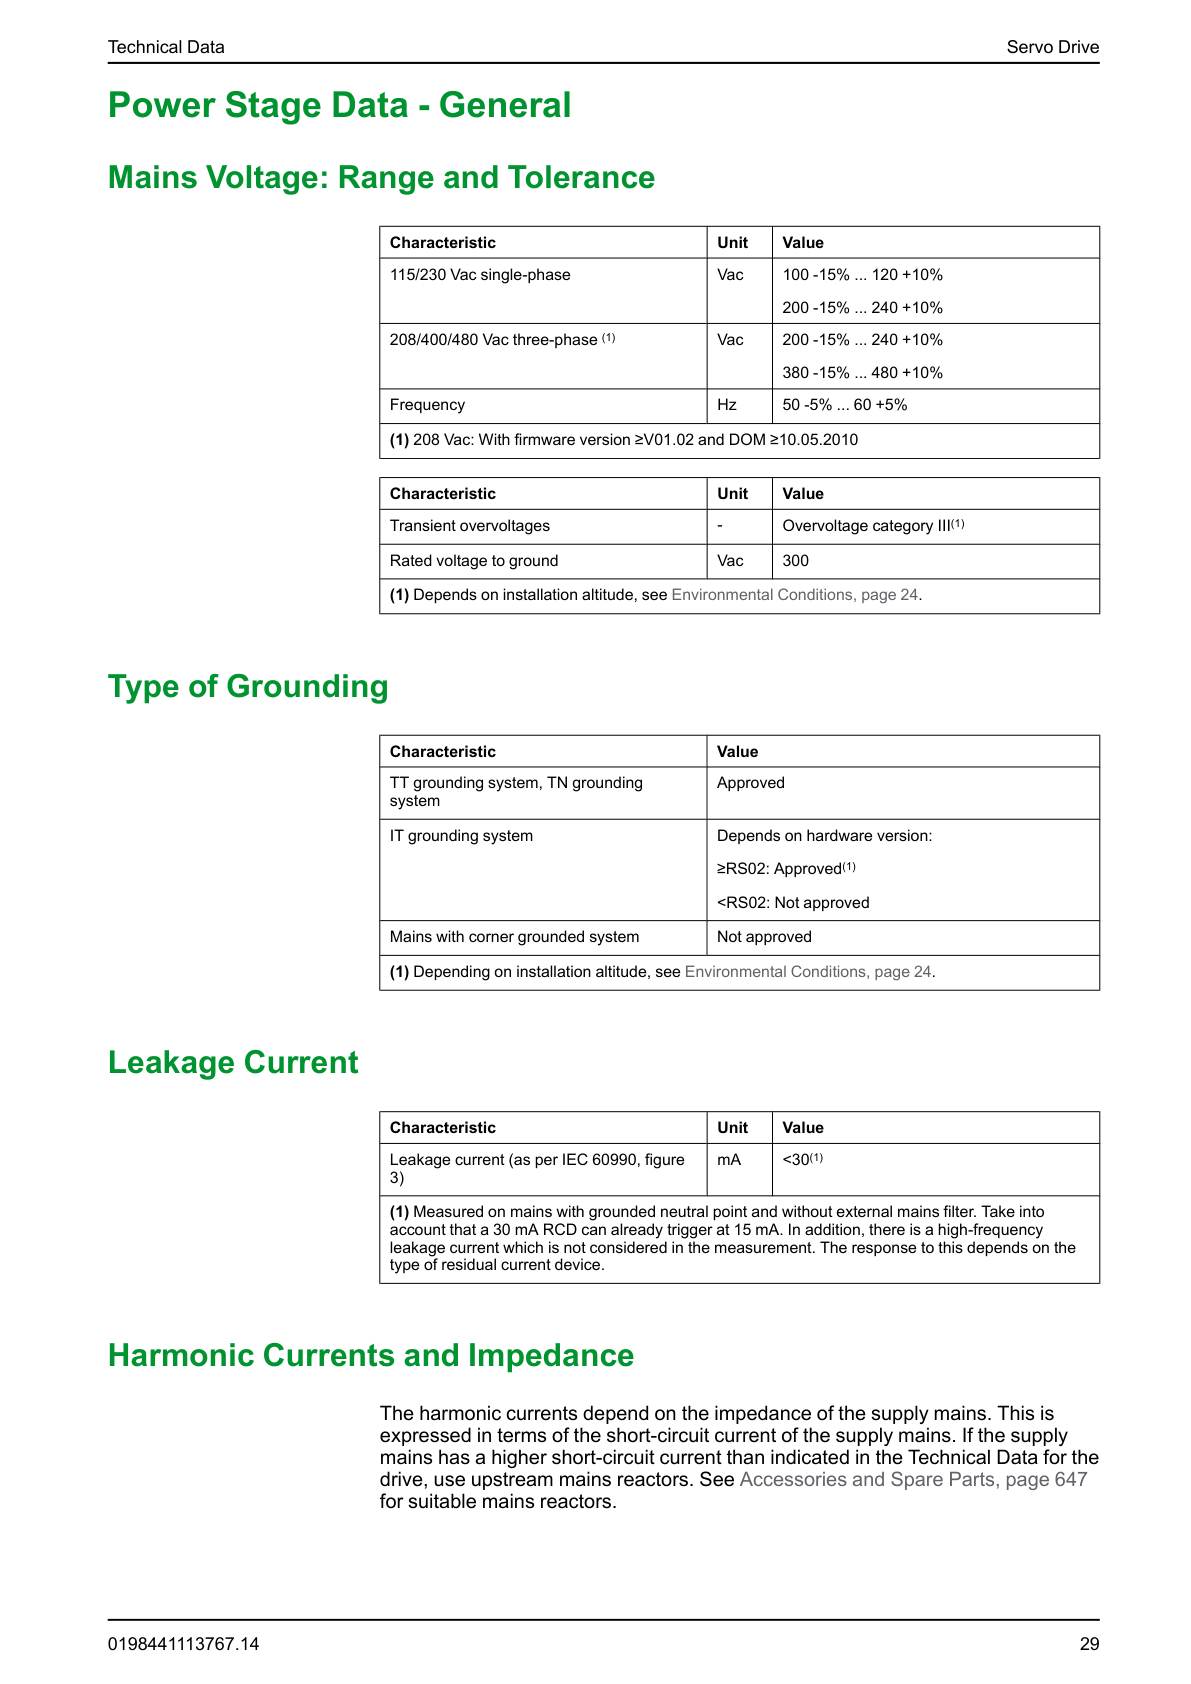 Technical Data
Servo Drive
Power Stage Data - General
Mains Voltage: Range and Tolerance
Characteristic Unit Value
115/230 Vac single-phase Vac 100 -15% ... 120 +10%
200 -15% ... 240 +10%
208/400/480 Vac three-phase (1) Vac 200 -15% ... 240 +10%
380 -15% ... 480 +10%
Frequency Hz 50 -5% ... 60 +5%
(1) 208 Vac: With firmware version ≥V01.02 and DOM ≥10.05.2010
Characteristic Unit Value
Transient overvoltages - Overvoltage category III(1)
Rated voltage to ground Vac 300
(1) Depends on installation altitude, see Environmental Conditions, page 24.
Type of Grounding
Characteristic Value
TT grounding system, TN grounding Approved
system
IT grounding system Depends on hardware version:
≥RS02: Approved(1)
<RS02: Not approved
Mains with corner grounded system Not approved
(1) Depending on installation altitude, see Environmental Conditions, page 24.
Leakage Current
Characteristic Unit Value
Leakage current (as per IEC 60990, figure mA <30(1)
3)
(1) Measured on mains with grounded neutral point and without external mains filter. Take into
account that a 30 mA RCD can already trigger at 15 mA. In addition, there is a high-frequency
leakage current which is not considered in the measurement. The response to this depends on the
type of residual current device.
Harmonic Currents and Impedance
The harmonic currents depend on the impedance of the supply mains. This is
expressed in terms of the short-circuit current of the supply mains. If the supply
mains has a higher short-circuit current than indicated in the Technical Data for the
drive, use upstream mains reactors. See Accessories and Spare Parts, page 647
for suitable mains reactors.
0198441113767.14
29